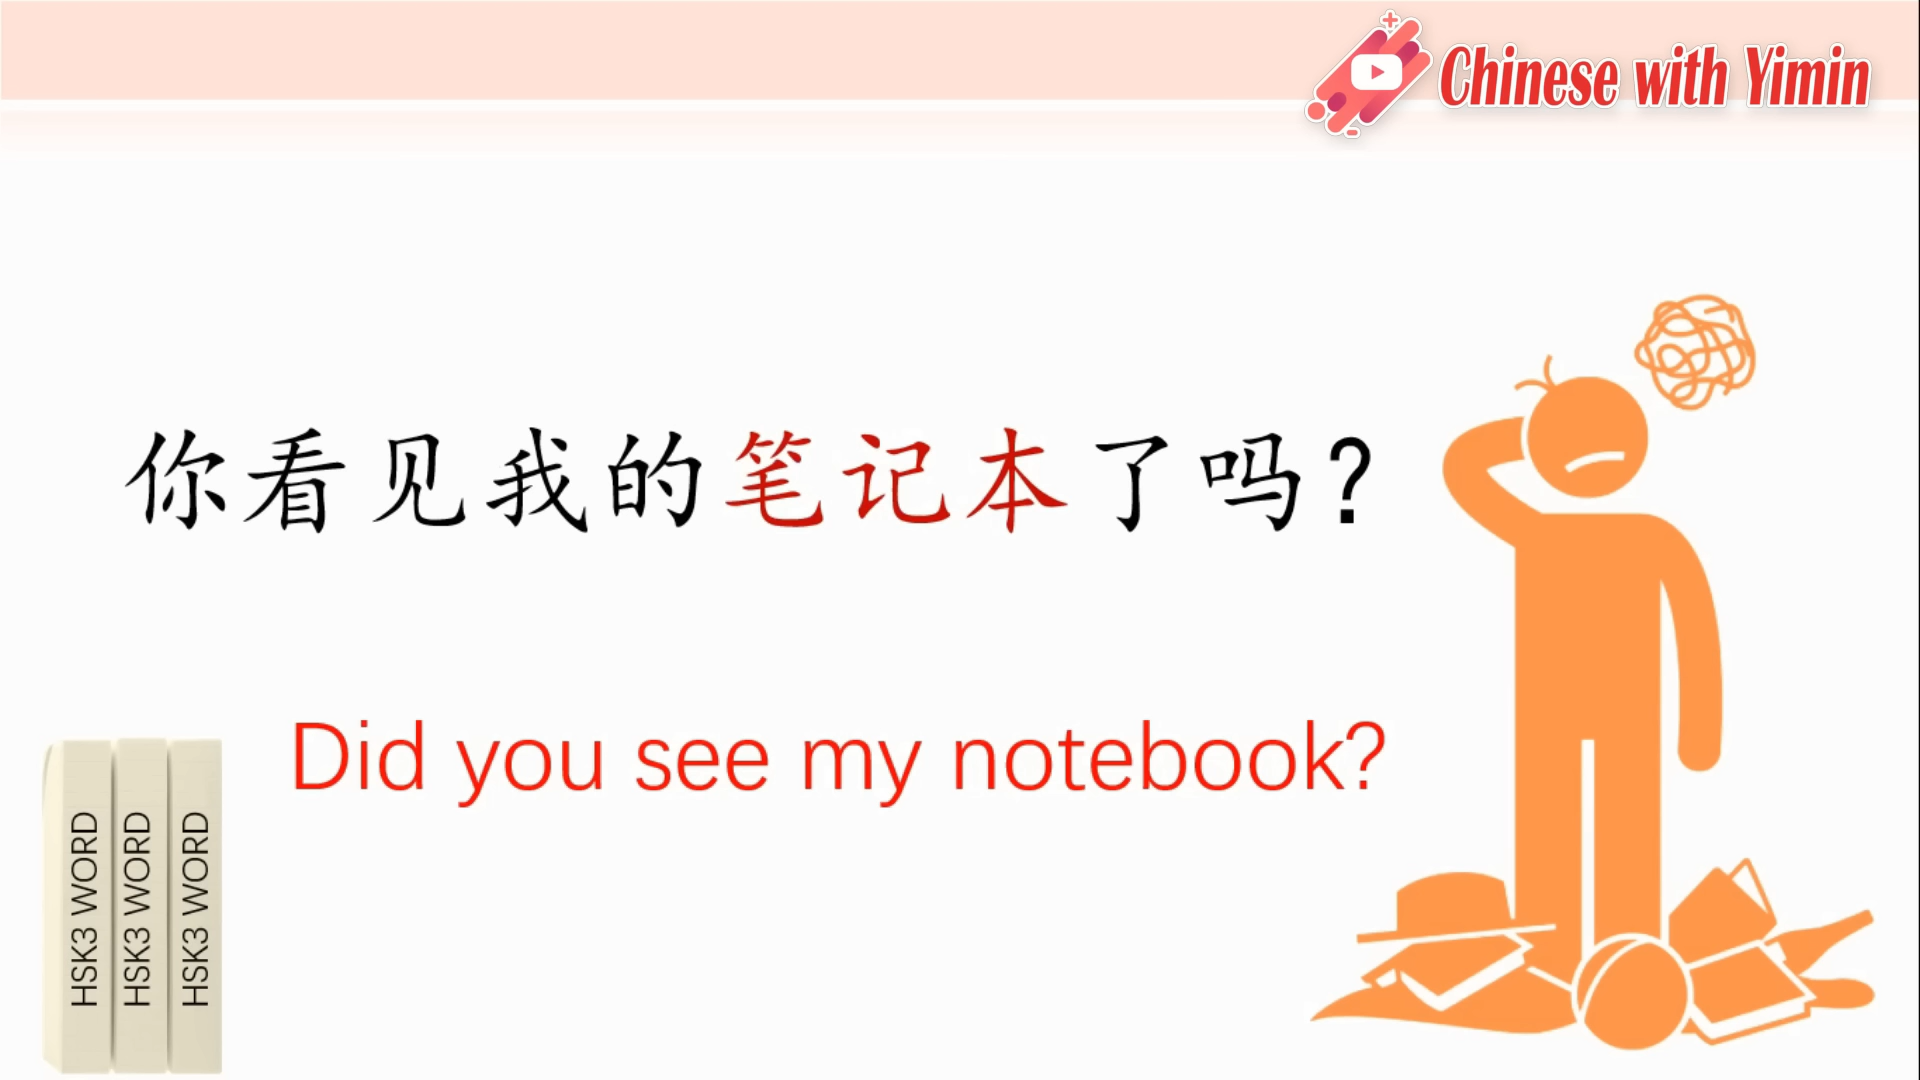 Chinese with Yimin
你看见我的笔记本了吗?
Did you see my notebook?
HSK3 WORD
HSK3 WORD
HSK3 WORD